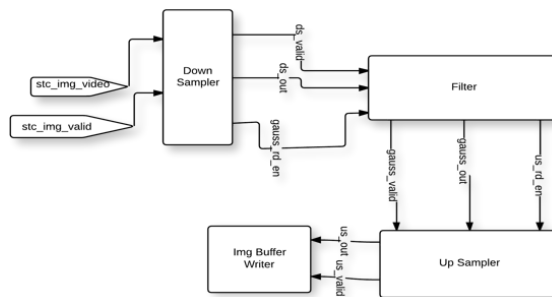 stc_img_video
stc_img_valid
Down
Sampler
ds_valid
ds_out
gauss_rd_en
Filter
gauss_valid
gauss_out
us_rd_en
Img Buffer
Writer
us_out
us_valid
Up Sampler